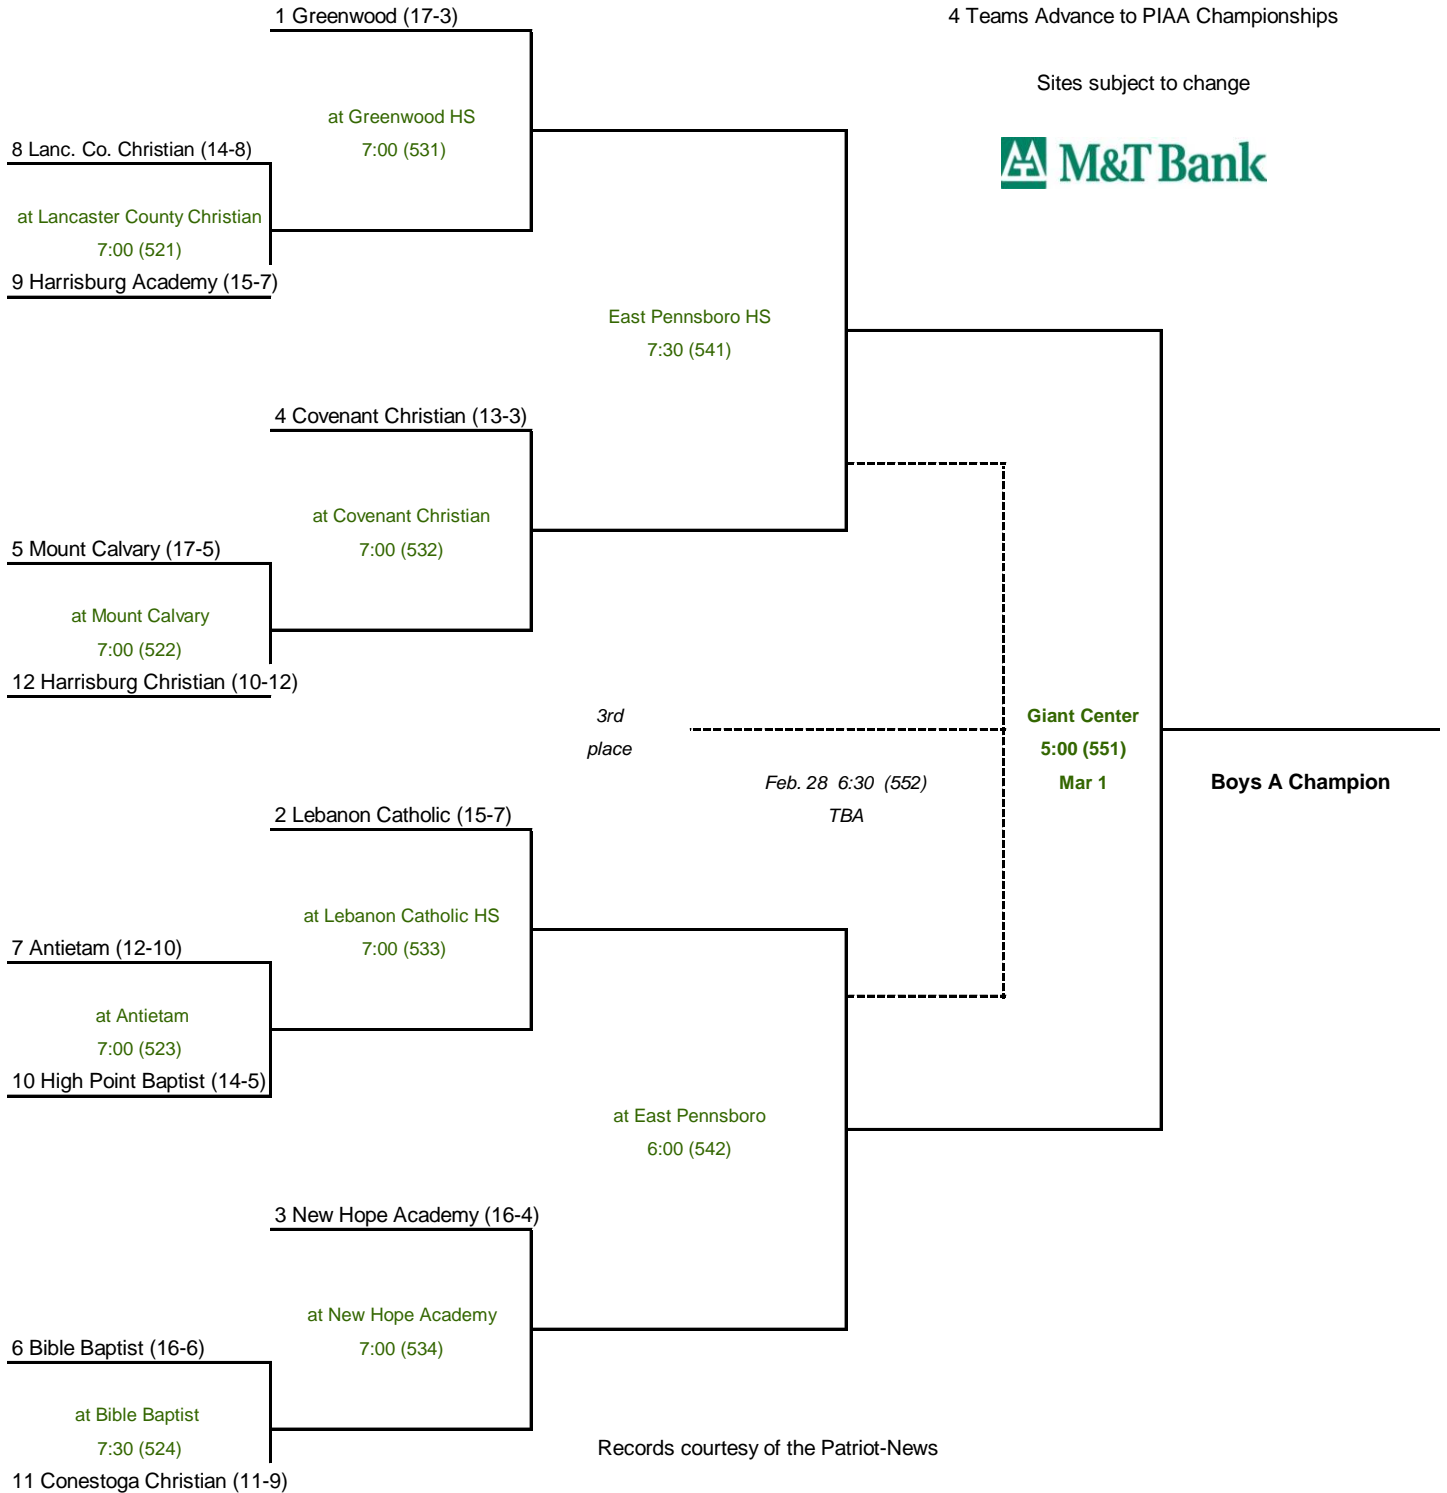 1 Greenwood (17-3)
4 Teams Advance to PIAA Championships
Sites subject to change
at Greenwood HS
7:00 (531)
M&T Bank
8 Lanc. Co. Christian (14-8)
at Lancaster County Christian
7:00 (521)
9 Harrisburg Academy (15-7)
East Pennsboro HS
7:30 (541)
4 Covenant Christian (13-3)
at Covenant Christian
7:00 (532)
5 Mount Calvary (17-5)
at Mount Calvary
7:00 (522)
12 Harrisburg Christian (10-12)
3rd
place
Feb. 28 6:30 (552)
TBA
Giant Center
5:00 (551)
Mar 1
Boys A Champion
2 Lebanon Catholic (15-7)
at Lebanon Catholic HS
7:00 (533)
7 Antietam (12-10)
at Antietam
7:00 (523)
10 High Point Baptist (14-5)
at East Pennsboro
6:00 (542)
3 New Hope Academy (16-4)
at New Hope Academy
7:00 (534)
6 Bible Baptist (16-6)
at Bible Baptist
7:30 (524)
11 Conestoga Christian (11-9)
Records courtesy of the Patriot-News